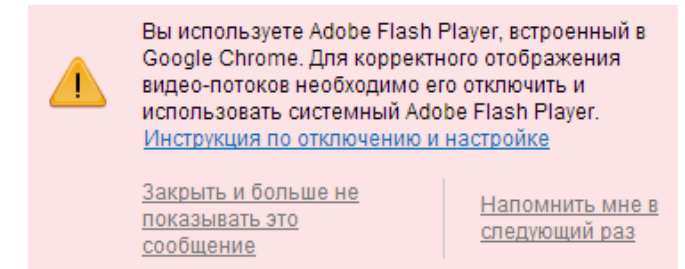 Вы используете Adobe Flash Player, встроенный в
Google Chrome. Для корректного отображения
видео-потоков необходимо его отключить и
использовать системный Adobe Flash Player.
Инструкция по отключению и настройке
Закрыть и больше не
показывать это
сообщение
Напомнить мне в
следующий раз